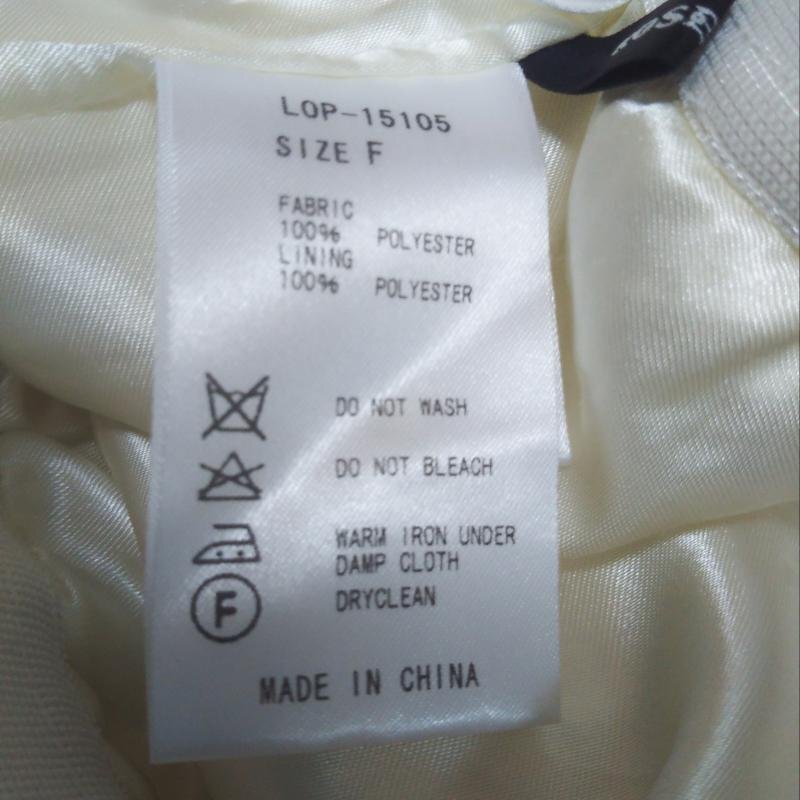 LOP-15105
SIZE F
FABRIC
100% POLYESTER
LINING
100% POLYESTER
DO NOT WASH
DO NOT BLEACH
WARM IRON UNDER
DAMP CLOTH
F DRYCLEAN
MADE IN CHINA